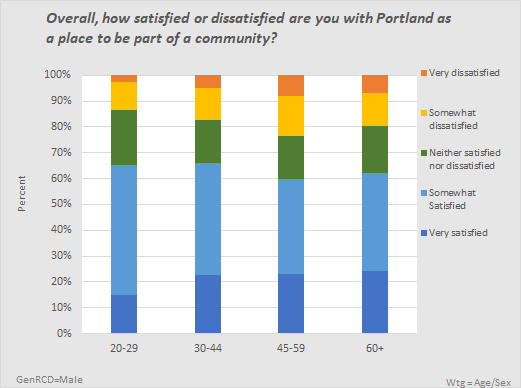 Overall, how satisfied or dissatisfied are you with Portland as
a place to be part of a community?
100%
90%
80%
70%
60%
50%
40%
30%
20%
10%
0%
Percent
20-29
30-44
45-59
60+
Very dissatisfied
Somewhat
dissatisfied
Neither satisfied
nor dissatisfied
Somewhat
Satisfied
Very satisfied
GenRCD=Male
Wtg = Age/Sex